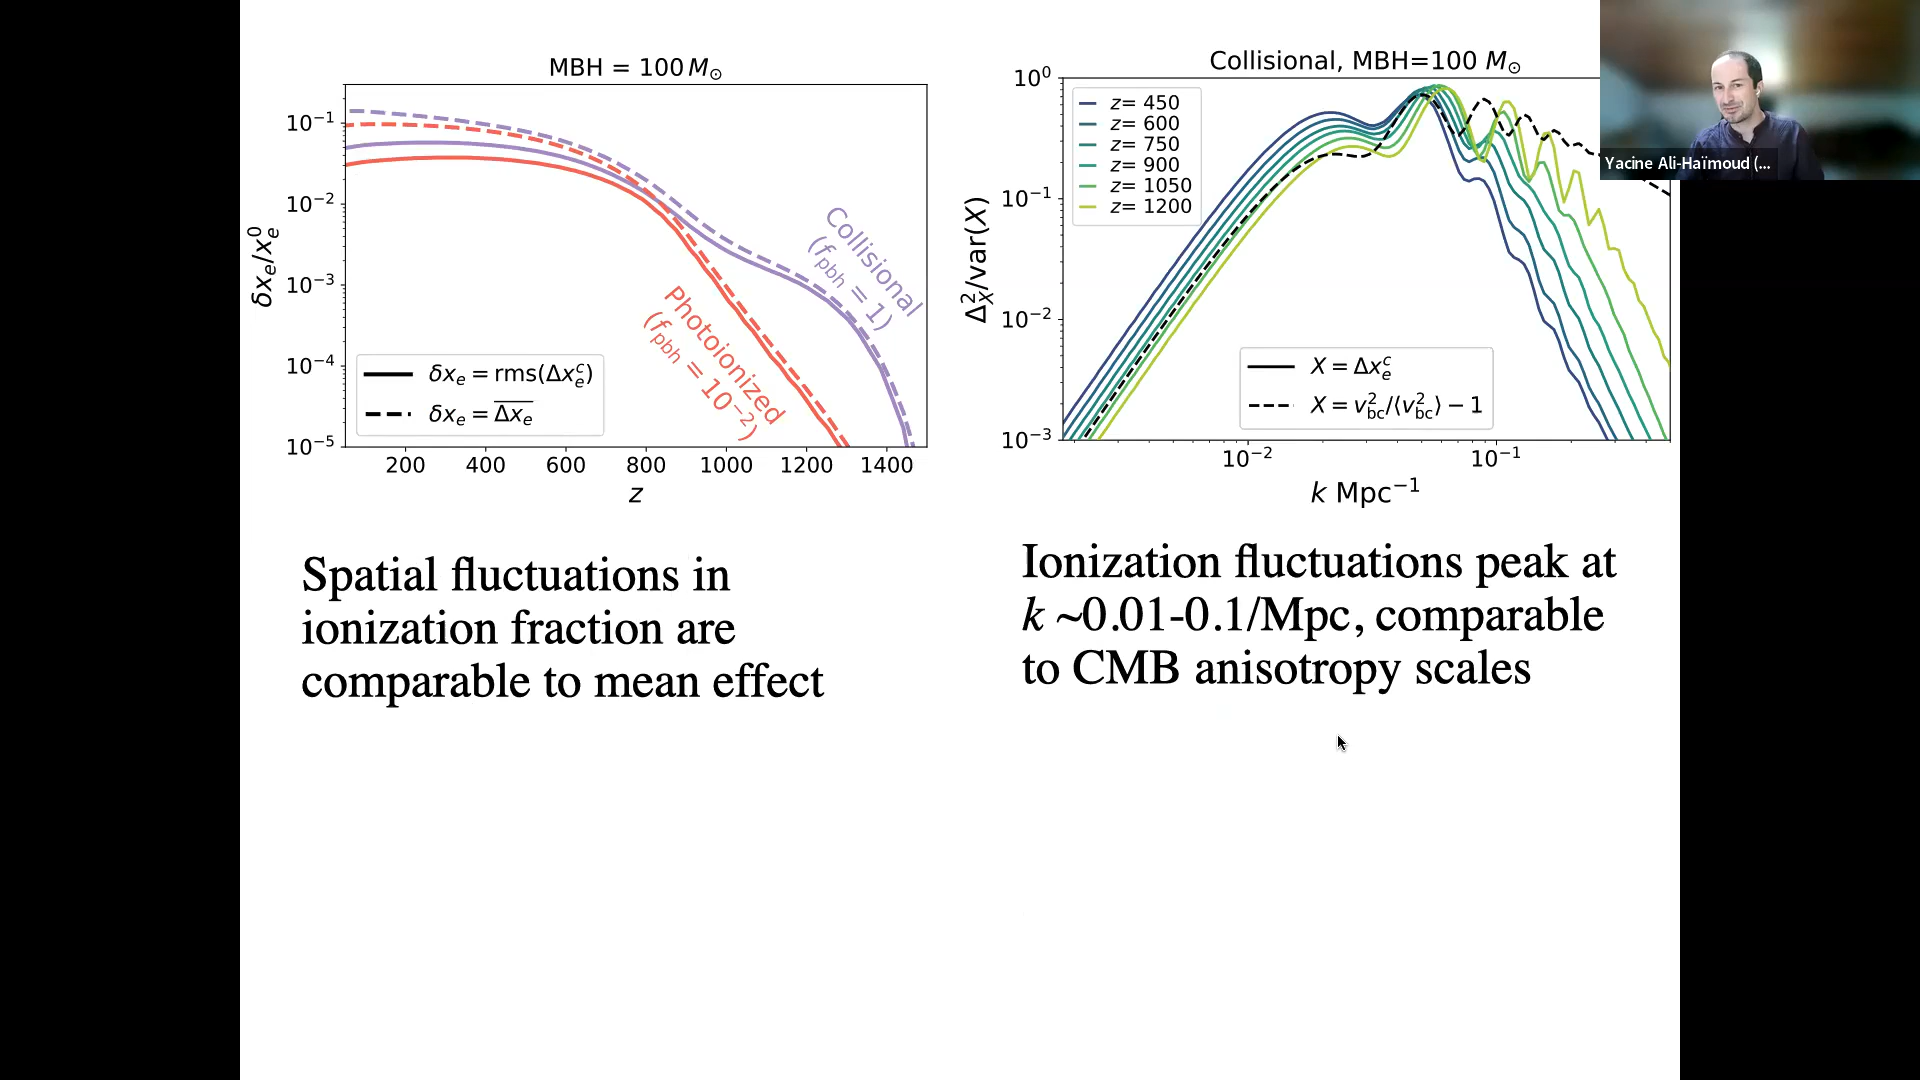 MBH = 100 M⊙
δxₑ/xₑ⁰
10⁻¹
10⁻²
10⁻³
10⁻⁴
10⁻⁵
Collisional
(f_pbh = 1)
Photoionized
(f_pbh = 10⁻²)
δxₑ = rms(Δxₑᶜ)
δxₑ = \overline{Δxₑ}
200 400 600 800 1000 1200 1400
z
Spatial fluctuations in
ionization fraction are
comparable to mean effect
Collisional, MBH=100 M⊙
Δ²_X/var(X)
10⁰
10⁻¹
10⁻²
10⁻³
z= 450
z= 600
z= 750
z= 900
z= 1050
z= 1200
X = Δxₑᶜ
X = v²_bc/⟨v²_bc⟩ − 1
10⁻² 10⁻¹
k Mpc⁻¹
Ionization fluctuations peak at
k ~0.01-0.1/Mpc, comparable
to CMB anisotropy scales
Yacine Ali-Haïmoud (...